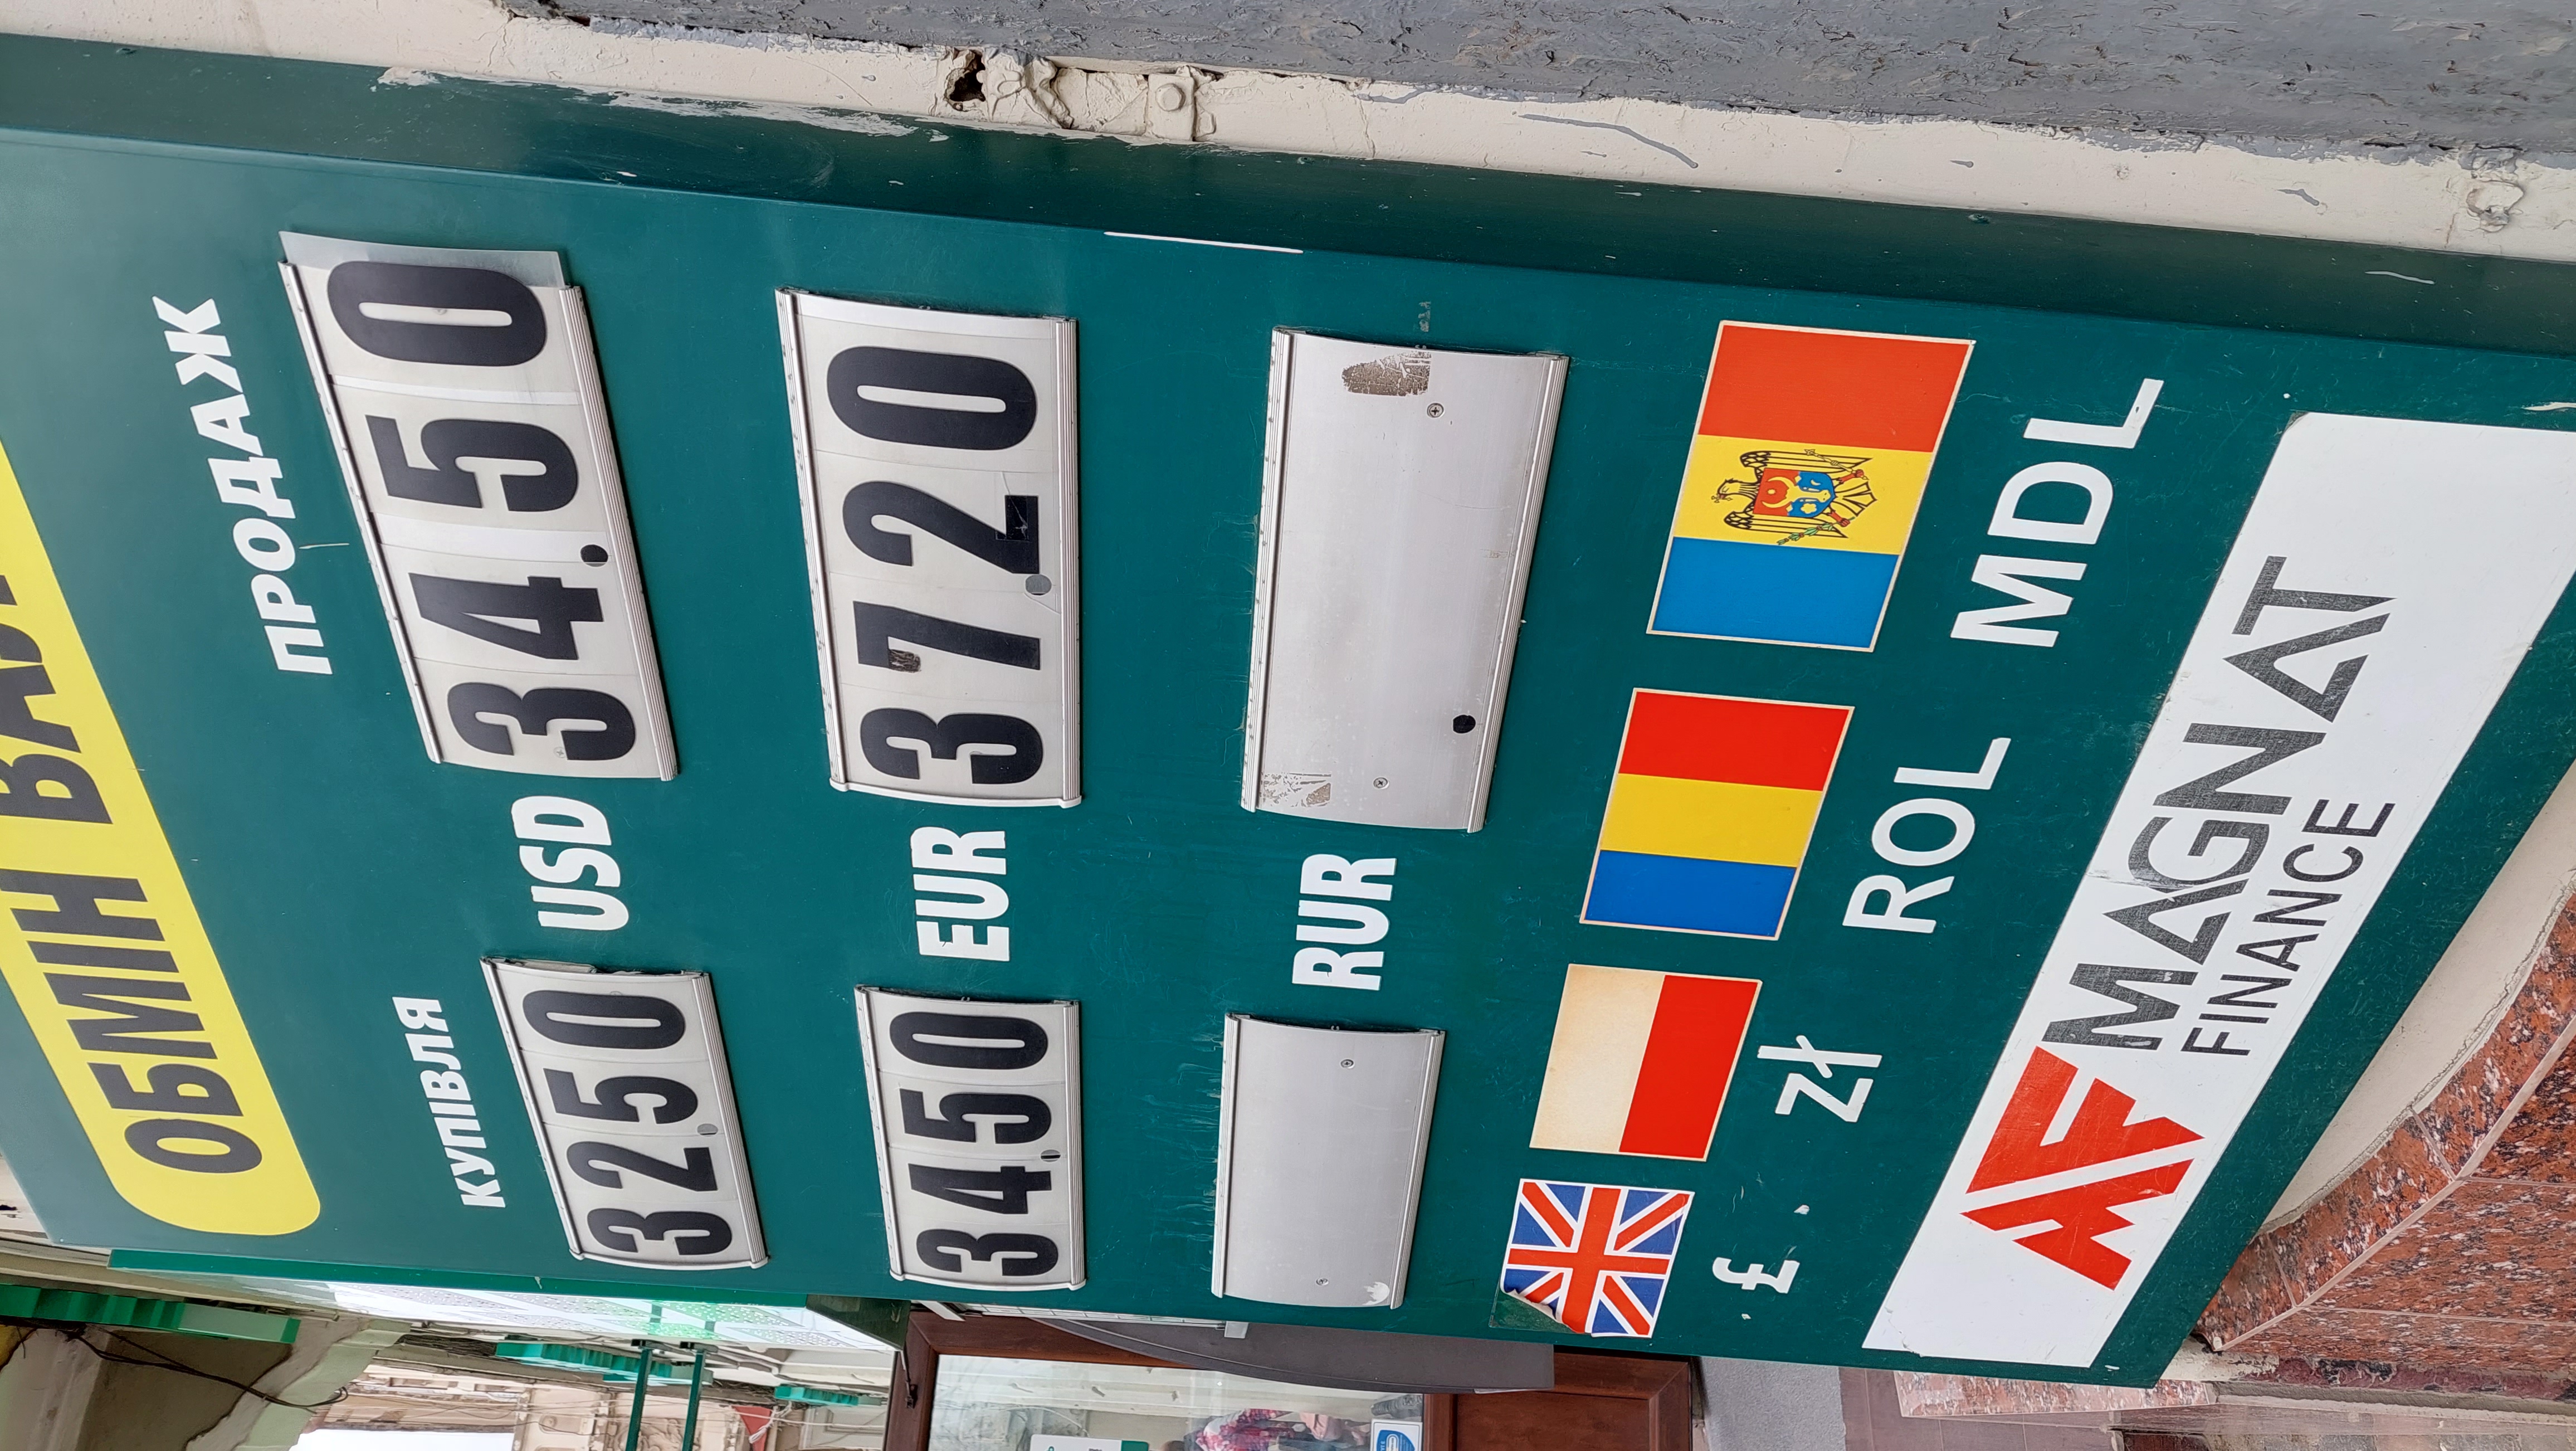 ОБМІН
КУПІВЛЯ ПРОДАЖ
32.50 USD 34.50
34.50 EUR 37.20
RUR
£ zł ROL MDL
MAGNAT
FINANCE